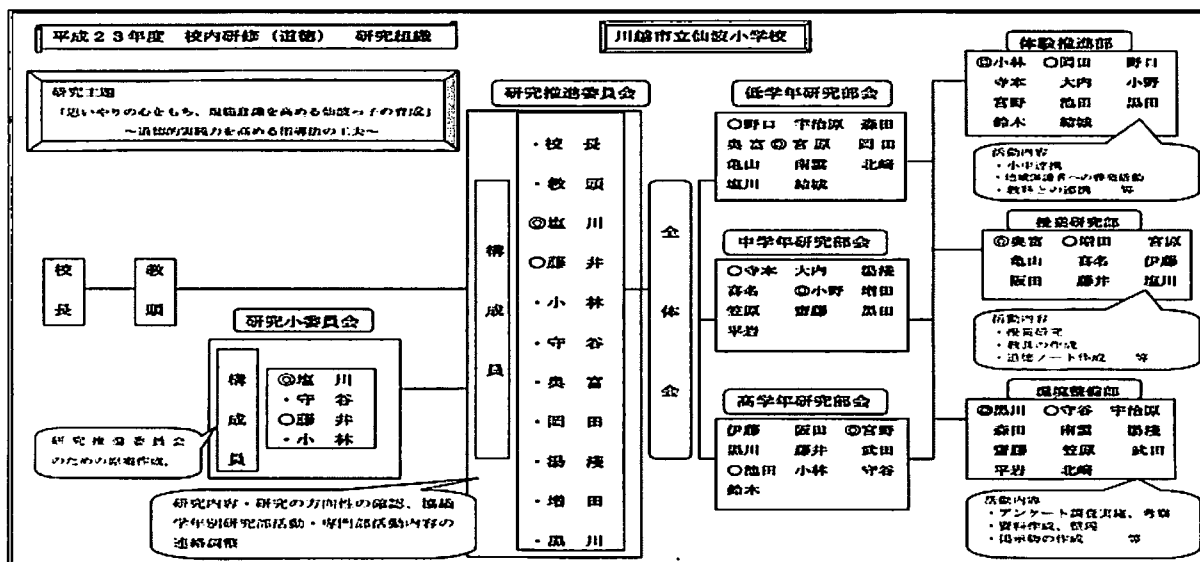 平成２３年度　校内研修（道徳）　研究組織
川越市立仙波小学校
研究主題
「思いやりの心をもち、規範意識を高める仙波っ子の育成」
～道徳的実践力を高める指導法の工夫～
校長
教頭
研究小委員会
構成員
◎塩川
・守谷
○藤井
・小林
研究推進委員会
のための原案作成。
研究推進委員会
構成員
・校長
・教頭
◎塩川
○藤井
・小林
・守谷
・奥富
・岡田
・湯浅
・増田
・黒川
研究内容・研究の方向性の確認、協議
学年別研究部活動・専門部活動内容の
連絡調整
全体会
低学年研究部会
○野口　宇治原　森田
奥富　◎宮原　岡田
亀山　南雲　北崎
塩川　結城
中学年研究部会
○寺本　大内　湯浅
高名　◎小野　増田
笠原　齋藤　黒田
平岩
高学年研究部会
伊藤　阪田　◎宮野
黒川　藤井　武田
○池田　小林　守谷
鈴木
体験推進部
◎小林　○岡田　野口
寺本　大内　小野
宮野　池田　黒田
鈴木　結城
活動内容
・小中連携
・教科との連携　等
授業研究部
◎奥富　○増田　宮原
亀山　高名　伊藤
阪田　藤井　塩川
活動内容
・授業研究
・教具の作成
・道徳ノート作成　等
環境整備部
◎黒川　○守谷　宇治原
森田　南雲　湯浅
齋藤　笠原　武田
平岩　北崎
活動内容
・アンケート調査実施、考察
・資料作成、整理
・掲示物の作成　等